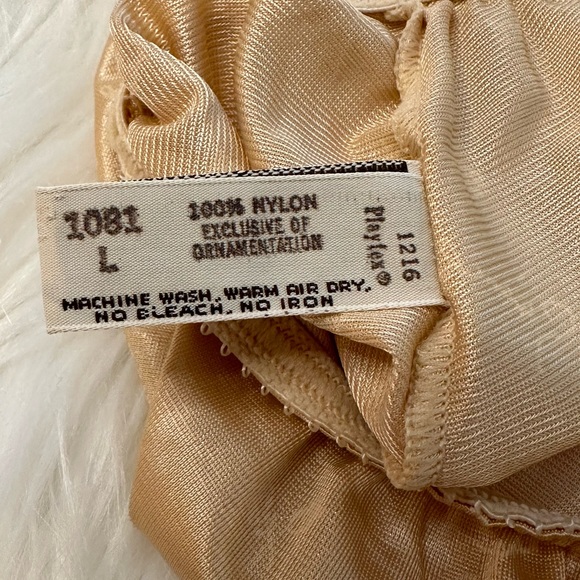 1081
L
100% NYLON
EXCLUSIVE OF
ORNAMENTATION
Playtex®
1216
MACHINE WASH, WARM AIR DRY,
NO BLEACH, NO IRON